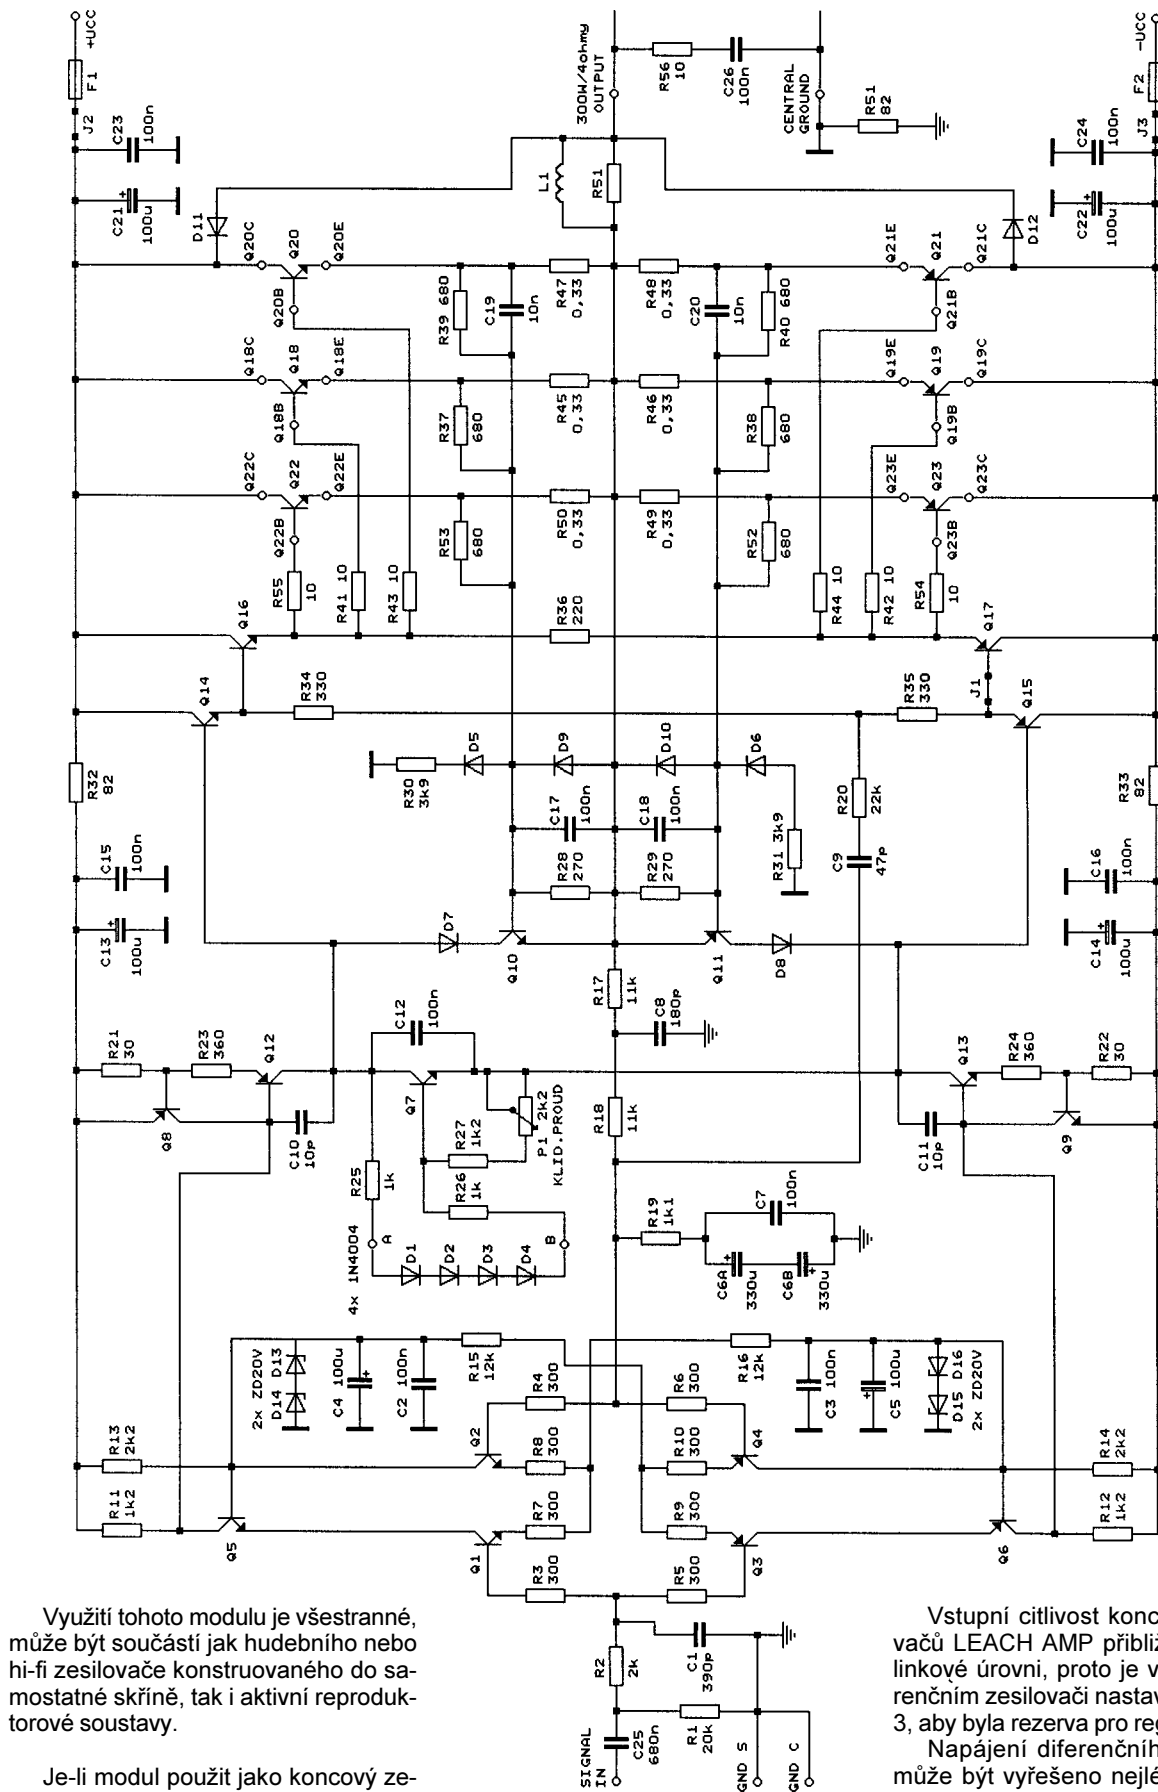 +UCC
F1
J2
C23
100n
C21
100u
D11
300W/4ohmy
OUTPUT
R56
10
C26
100n
CENTRAL
GROUND
R51
82
L1
R51
-UCC
F2
J3
C24
100n
C22
100u
D12
Q20C
Q20
Q20E
Q20B
R39 680
C19
10n
R47
0,33
R48
0,33
C20
10n
R40 680
Q21E
Q21
Q21C
Q21B
Q18C
Q18
Q18E
Q18B
R37
680
R45
0,33
R46
0,33
R38
680
Q19E
Q19
Q19C
Q19B
Q22C
Q22
Q22E
Q22B
R53
680
R50
0,33
R49
0,33
R52
680
Q23E
Q23
Q23C
Q23B
R55
10
R41 10
R43 10
R36
220
R44 10
R42 10
R54
10
Q16
Q17
Q14
R34
330
R35
330
J1
Q15
R32
82
R30
3k9
D5
D9
D10
D6
R20
22k
R33
82
C15
100n
C17
100n
C18
100n
R31 3k9
C9
47p
C16
100n
R28
270
R29
270
C13
100u
D7
Q10
Q11
D8
C14
100u
R17
11k
C8
180p
R21
30
R23
360
Q12
C12
100n
Q13
R24
360
R22
30
Q8
C10
10p
Q7
R27
1k2
P1
2k2
KLID.PROUD
R18
11k
C11
10p
Q9
R25
1k
R26
1k
R19
1k1
C7
100n
4x 1N4004
A
D1
D2
D3
D4
B
C6A
330u
C6B
330u
2x ZD20V
D14 D13
C4 100u
C2 100n
R15
12k
R16
12k
C3 100n
C5 100u
D15 D16
2x ZD20V
R13
2k2
Q2
R4
300
R6
300
Q4
R14
2k2
R8
300
R10
300
R11
1k2
Q5
Q1
R7
300
R9
300
Q3
Q6
R12
1k2
R3
300
R5
300
R2
2k
C1
390p
SIGNAL
IN
C25
680n
R1
20k
GND S
GND C
Využití tohoto modulu je všestranné,
může být součástí jak hudebního nebo
hi-fi zesilovače konstruovaného do sa-
mostatné skříně, tak i aktivní reproduk-
torové soustavy.
Je-li modul použit jako koncový ze-
Vstupní citlivost konc
vačů LEACH AMP přibliž
linkové úrovni, proto je v
renčním zesilovači nastav
3, aby byla rezerva pro reg
Napájení diferenčního
může být vyřešeno nejlé